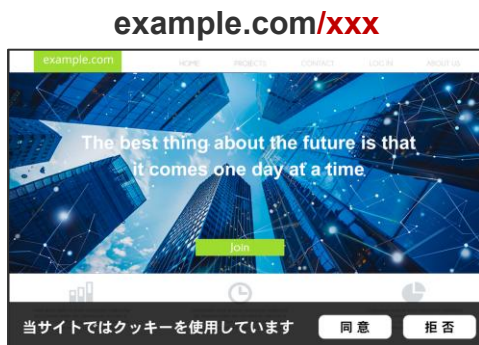 example.com/xxx
example.com HOME PROJECTS CONTACT LOG IN ABOUT US
The best thing about the future is that
it comes one day at a time
Join
当サイトではクッキーを使用しています 同意 拒否